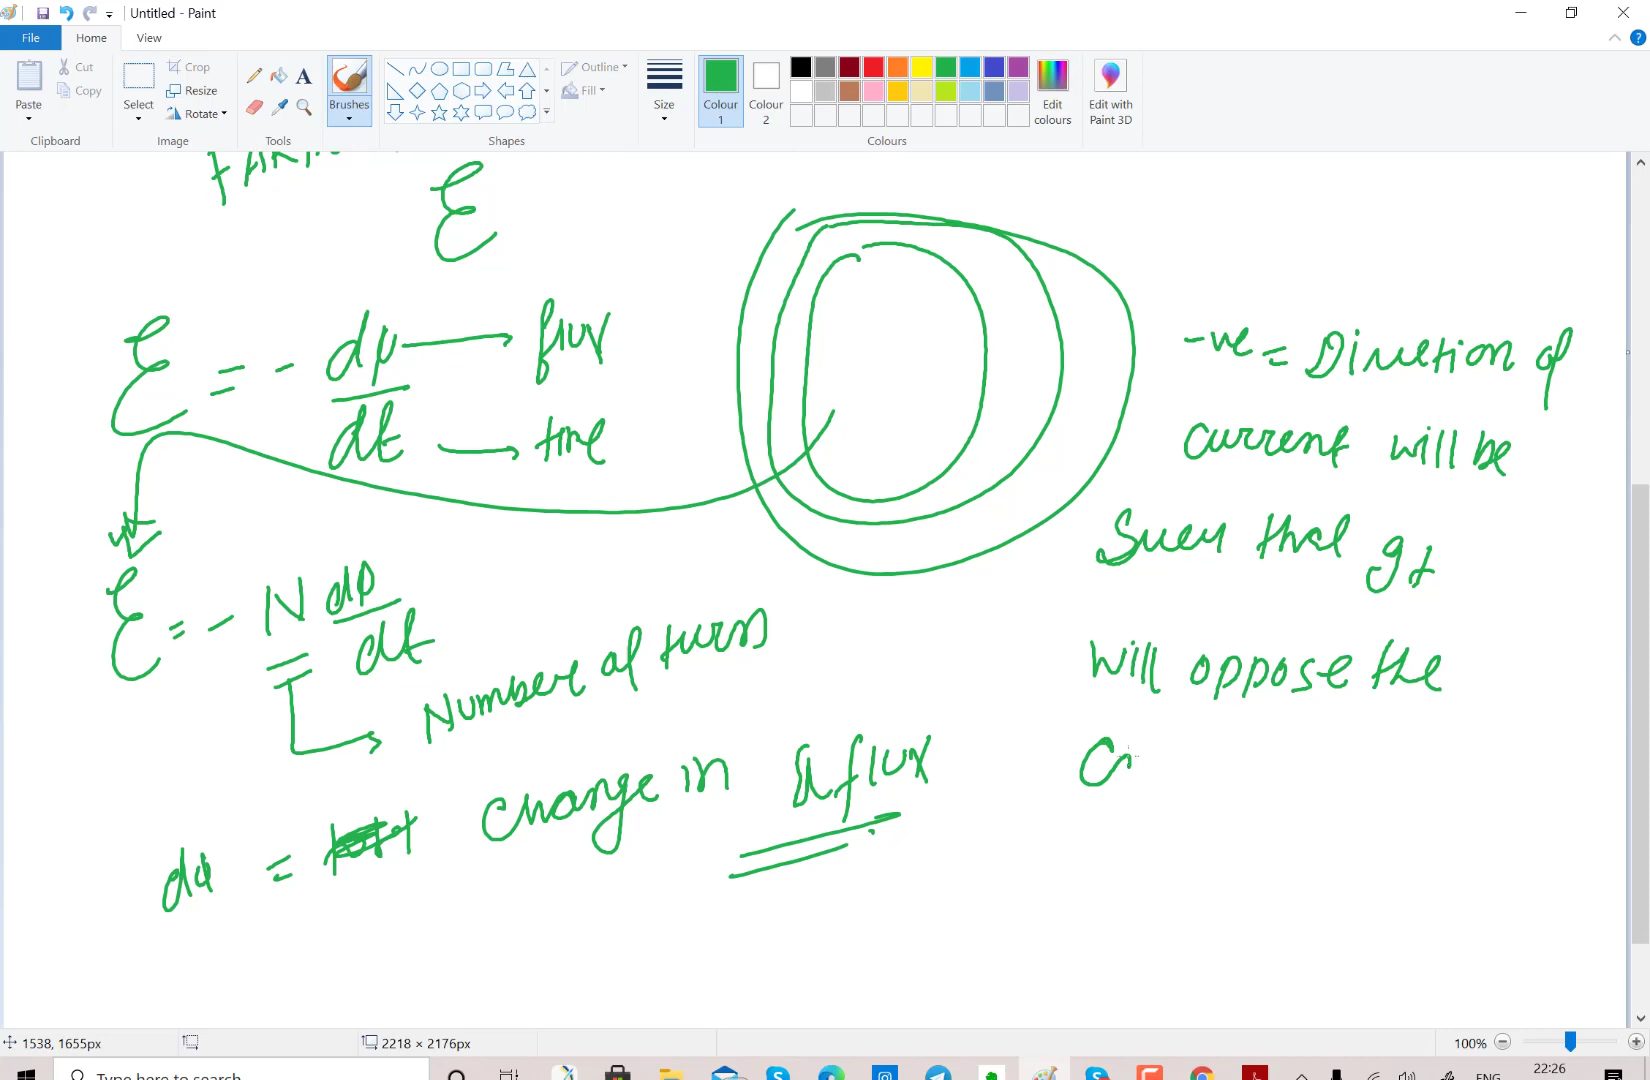 Untitled - Paint
File Home View
Paste
Cut
Copy
Clipboard
Select
Crop
Resize
Rotate
Image
A
Tools
Brushes
Outline
Fill
Shapes
Size
Colour 1
Colour 2
Edit colours
Edit with Paint 3D
Colours
ℰ
ℰ = - dφ/dt
flux
time
ℰ = - N dφ/dt
Number of turns
dφ = change in flux
-ve = Direction of
current will be
Such that It
will oppose the
1538, 1655px
2218 × 2176px
100%
Type here to search
ENG
22:26